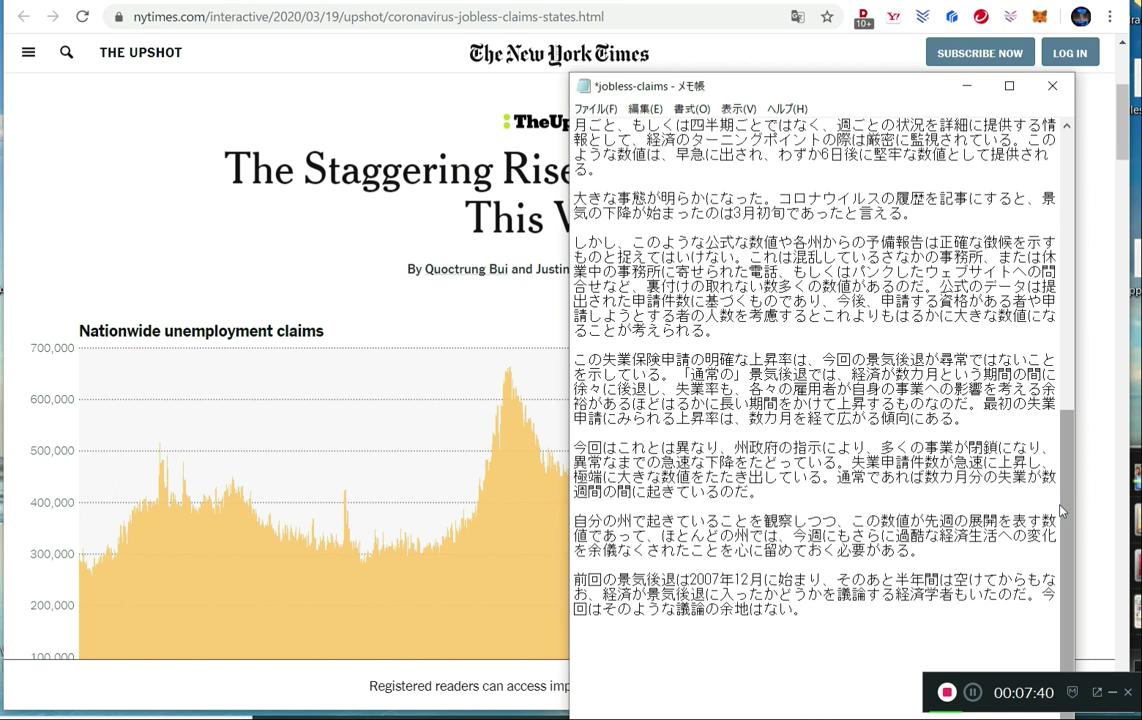 nytimes.com/interactive/2020/03/19/upshot/coronavirus-jobless-claims-states.html
10+
THE UPSHOT
The New York Times
SUBSCRIBE NOW
LOG IN
The Staggering Rise
This
By Quoctrung Bui and Justin
Nationwide unemployment claims
700,000
600,000
500,000
400,000
300,000
200,000
100,000
Registered readers can access
*jobless-claims - メモ帳
ファイル(F) 編集(E) 書式(O) 表示(V) ヘルプ(H)
月ごと、もしくは四半期ごとではなく、週ごとの状況を詳細に提供する情
報として、経済のターニングポイントの際は厳密に監視されている。この
ような数値は、早急に出され、わずか6日後に堅牢な数値として提供され
る。
大きな事態が明らかになった。コロナウイルスの履歴を記事にすると、景
気の下降が始まったのは3月初旬であったと言える。
しかし、このような公式な数値や各州からの予備報告は正確な徴候を示す
ものと捉えてはいけない。これは混乱しているさなかの事務所、または休
業中の事務所に寄せられた電話、もしくはパンクしたウェブサイトへの問
合せなど、裏付けの取れない数多くの数値があるのだ。公式のデータは提
出された申請件数に基づくものであり、今後、申請する資格がある者や申
請しようとする者の人数を考慮するとこれよりもはるかに大きな数値にな
ることが考えられる。
この失業保険申請の明確な上昇率は、今回の景気後退が尋常ではないこと
を示している。「通常の」景気後退では、経済が数カ月という期間の間に
徐々に後退し、失業率も、各々の雇用者が自身の事業への影響を考える余
裕があるほどはるかに長い期間をかけて上昇するものなのだ。最初の失業
申請にみられる上昇率は、数カ月を経て広がる傾向にある。
今回はこれとは異なり、州政府の指示により、多くの事業が閉鎖になり、
異常なまでの急速な下降をたどっている。失業申請件数が急速に上昇し、
極端に大きな数値をたたき出している。通常であれば数カ月分の失業が数
週間の間に起きているのだ。
自分の州で起きていることを観察しつつ、この数値が先週の展開を表す数
値であって、ほとんどの州では、今週にもさらに過酷な経済生活への変化
を余儀なくされたことを心に留めておく必要がある。
前回の景気後退は2007年12月に始まり、そのあと半年間は空けてからもな
お、経済が景気後退に入ったかどうかを議論する経済学者もいたのだ。今
回はそのような議論の余地はない。
00:07:40